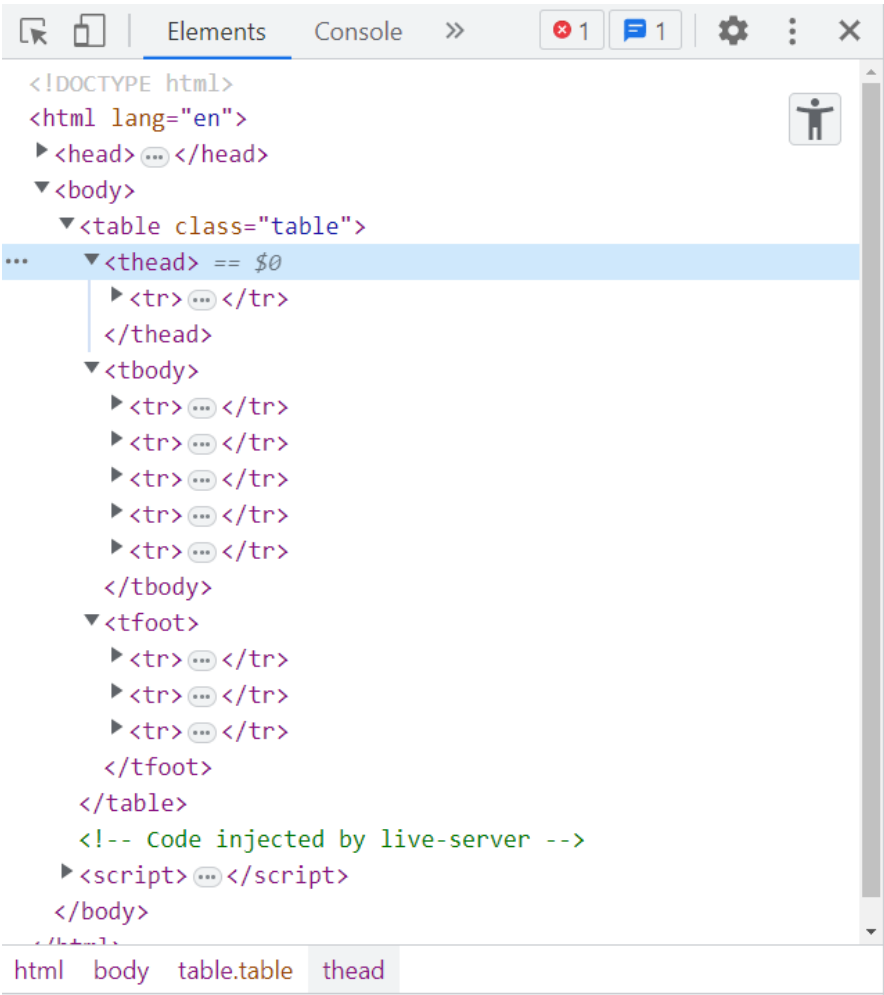 Elements Console » 1 1
<!DOCTYPE html>
<html lang="en">
<head>…</head>
<body>
<table class="table">
… <thead> == $0
<tr>…</tr>
</thead>
<tbody>
<tr>…</tr>
<tr>…</tr>
<tr>…</tr>
<tr>…</tr>
<tr>…</tr>
</tbody>
<tfoot>
<tr>…</tr>
<tr>…</tr>
<tr>…</tr>
</tfoot>
</table>
<!-- Code injected by live-server -->
<script>…</script>
</body>
</html>
html body table.table thead